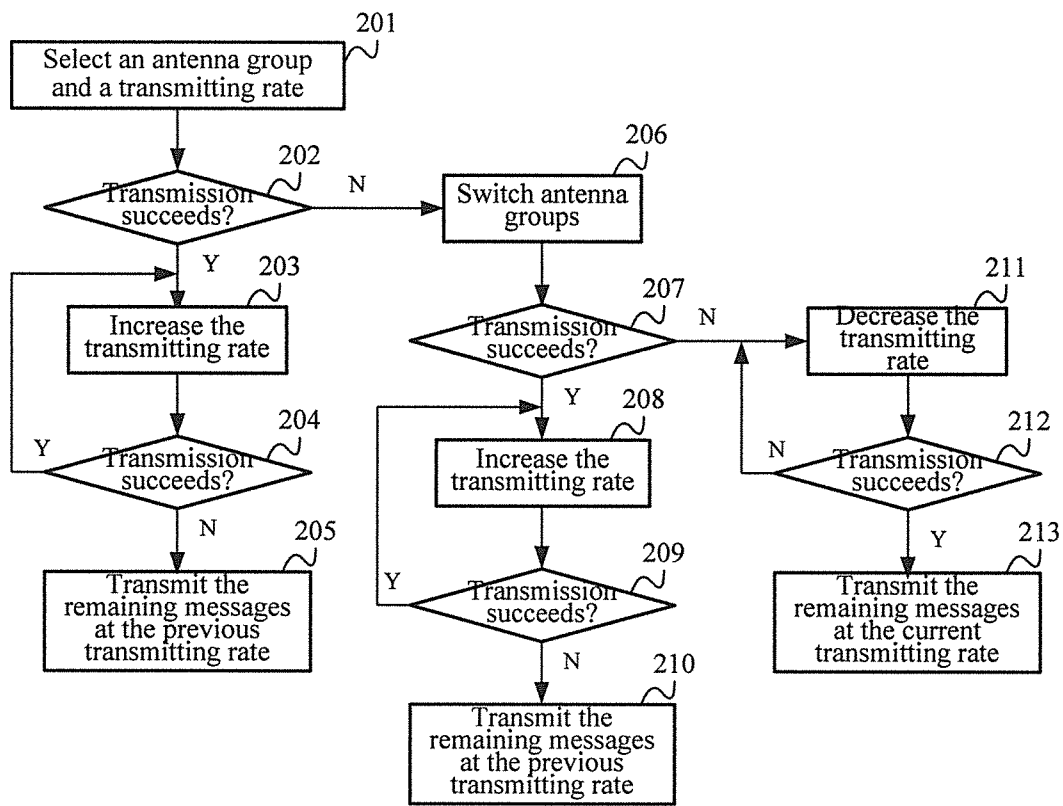 201
Select an antenna group
and a transmitting rate
202
Transmission
succeeds?
N
Y
206
Switch antenna
groups
203
Increase the
transmitting rate
207
Transmission
succeeds?
N
Y
211
Decrease the
transmitting
rate
204
Transmission
succeeds?
Y
N
208
Increase the
transmitting rate
212
Transmission
succeeds?
N
Y
205
Transmit the
remaining messages
at the previous
transmitting rate
209
Transmission
succeeds?
Y
N
213
Transmit the
remaining messages
at the current
transmitting rate
210
Transmit the
remaining messages
at the previous
transmitting rate